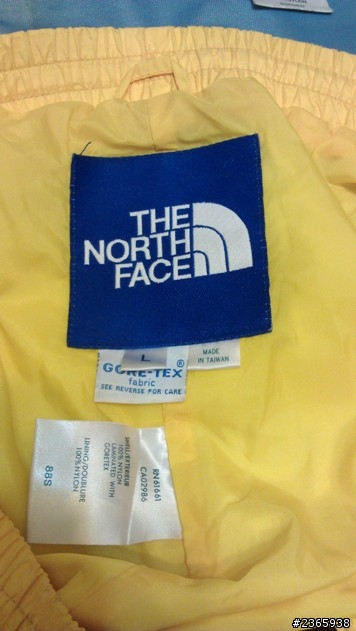 THE
NORTH
FACE
L
MADE
IN TAIWAN
GORE-TEX®
fabric
SEE REVERSE FOR CARE
RN61661
CA02986
SHELL/EXTERIEUR
100% NYLON
LAMINATED WITH
GORETEX
LINING/DOUBLURE
100% NYLON
88S
#2365938